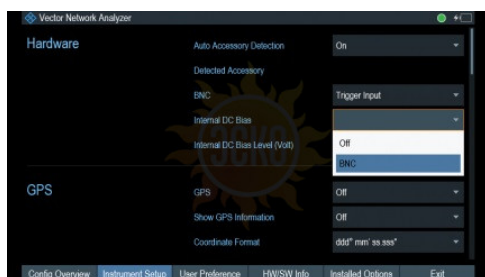 Vector Network Analyzer
Hardware
Auto Accessory Detection On
Detected Accessory
BNC Trigger Input
Internal DC Bias
Internal DC Bias Level (Volt) Off
BNC
GPS GPS Off
Show GPS Information Off
Coordinate Format ddd° mm' ss.sss"
ЭСКО
Config Overview Instrument Setup User Preference HW/SW Info Installed Options Exit